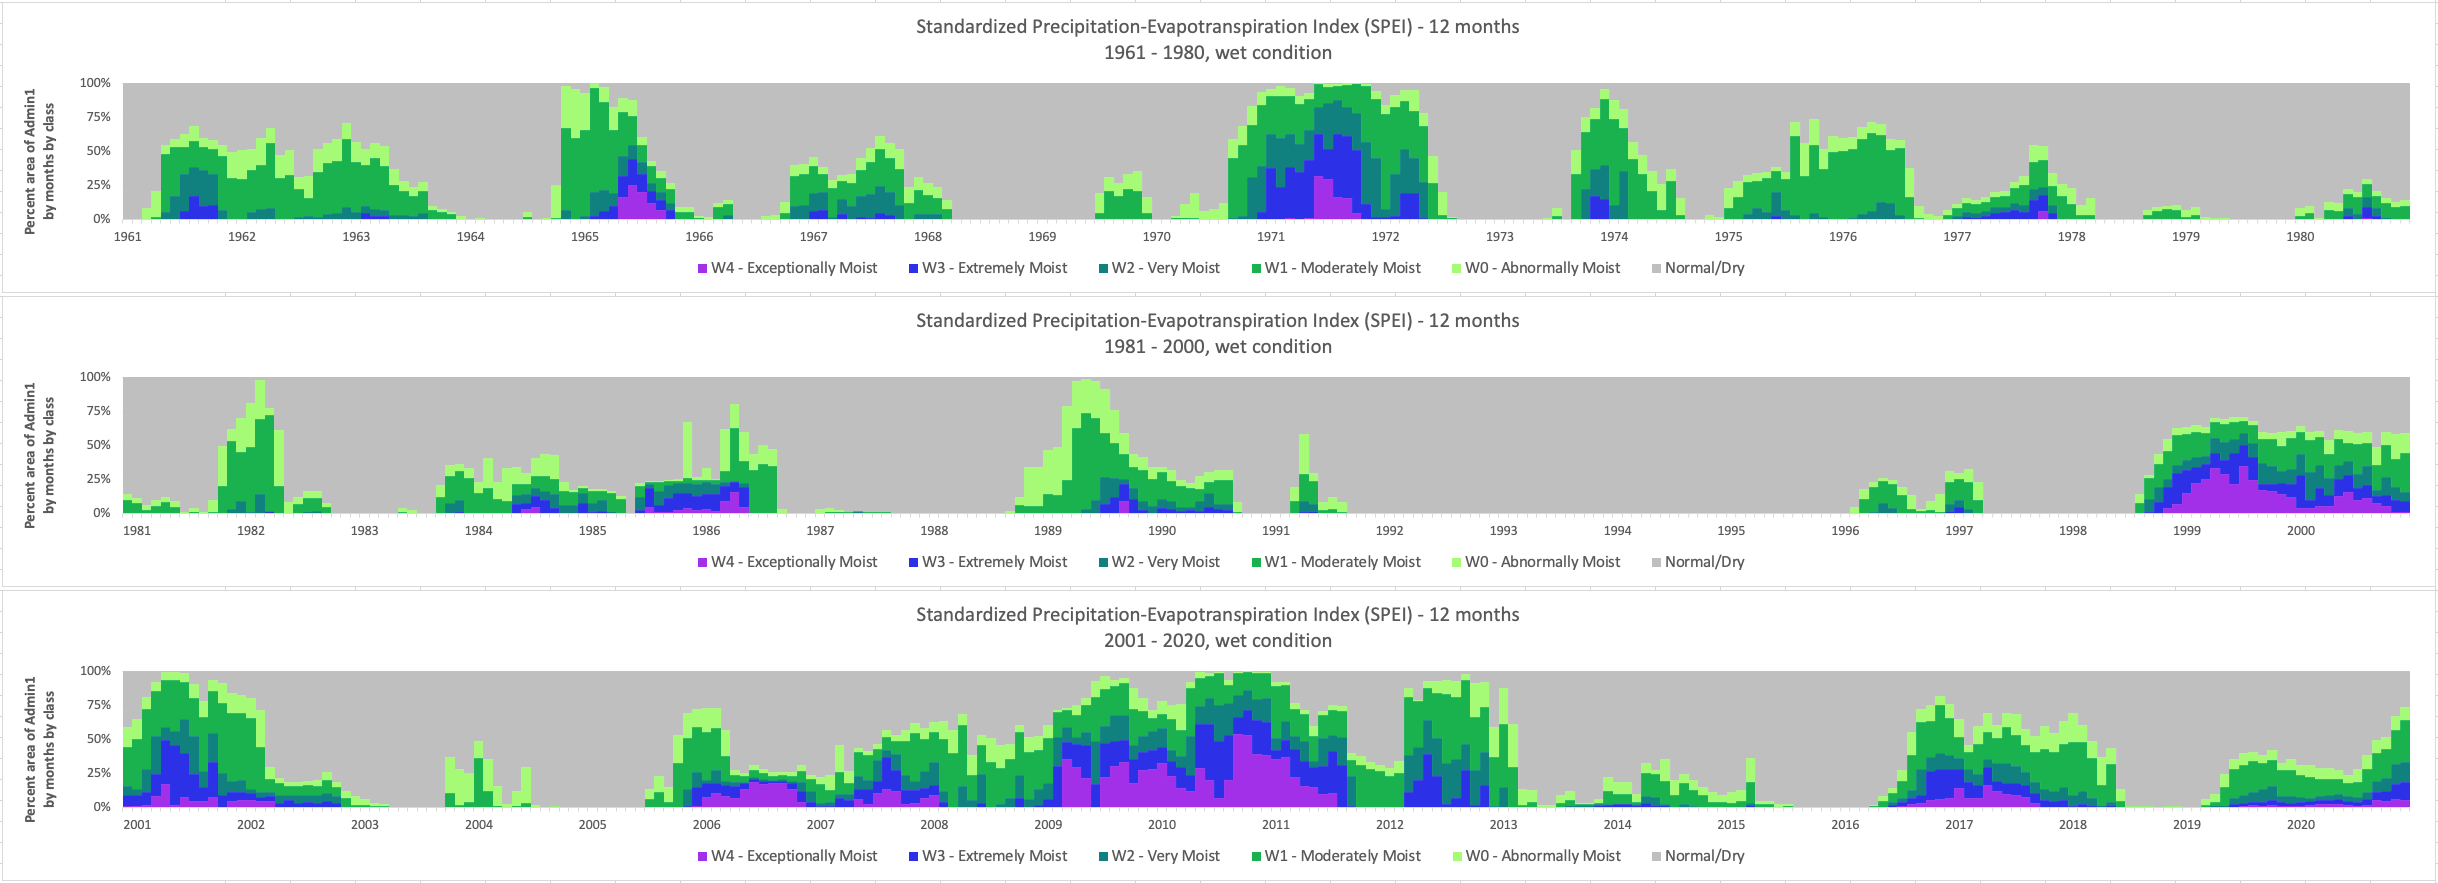 Standardized Precipitation-Evapotranspiration Index (SPEI) - 12 months
1961 - 1980, wet condition
Percent area of Admin1
by months by class
100%
75%
50%
25%
0%
1961 1962 1963 1964 1965 1966 1967 1968 1969 1970 1971 1972 1973 1974 1975 1976 1977 1978 1979 1980
W4 - Exceptionally Moist W3 - Extremely Moist W2 - Very Moist W1 - Moderately Moist W0 - Abnormally Moist Normal/Dry
Standardized Precipitation-Evapotranspiration Index (SPEI) - 12 months
1981 - 2000, wet condition
Percent area of Admin1
by months by class
100%
75%
50%
25%
0%
1981 1982 1983 1984 1985 1986 1987 1988 1989 1990 1991 1992 1993 1994 1995 1996 1997 1998 1999 2000
W4 - Exceptionally Moist W3 - Extremely Moist W2 - Very Moist W1 - Moderately Moist W0 - Abnormally Moist Normal/Dry
Standardized Precipitation-Evapotranspiration Index (SPEI) - 12 months
2001 - 2020, wet condition
Percent area of Admin1
by months by class
100%
75%
50%
25%
0%
2001 2002 2003 2004 2005 2006 2007 2008 2009 2010 2011 2012 2013 2014 2015 2016 2017 2018 2019 2020
W4 - Exceptionally Moist W3 - Extremely Moist W2 - Very Moist W1 - Moderately Moist W0 - Abnormally Moist Normal/Dry